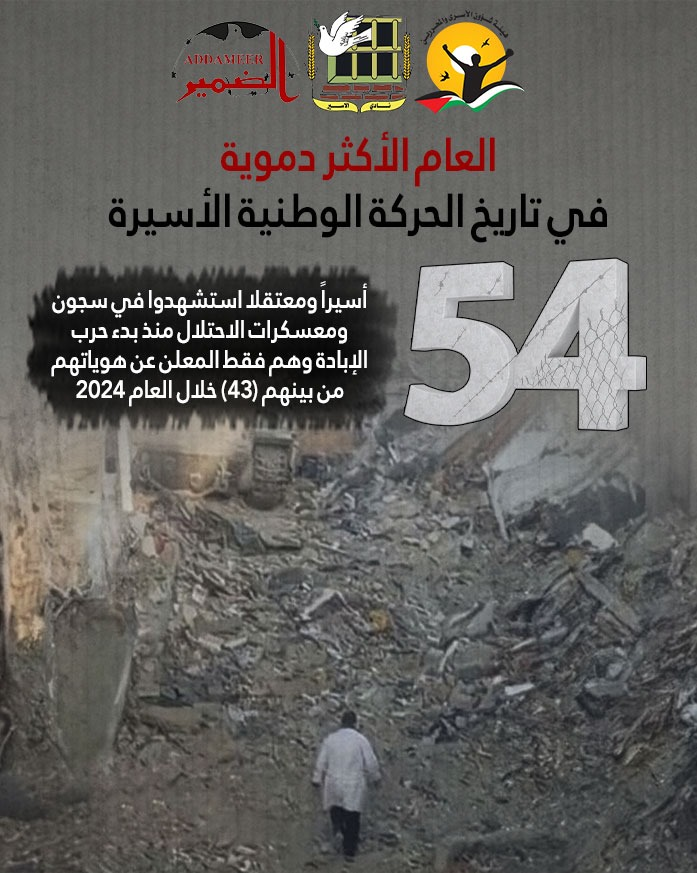 هيئة شؤون الأسرى والمحررين
نادي الأسير
ADDAMEER
الضمير
العام الأكثر دموية
في تاريخ الحركة الوطنية الأسيرة
54
أسيراً ومعتقلا استشهدوا في سجون
ومعسكرات الاحتلال منذ بدء حرب
الإبادة وهم فقط المعلن عن هوياتهم
من بينهم (43) خلال العام 2024